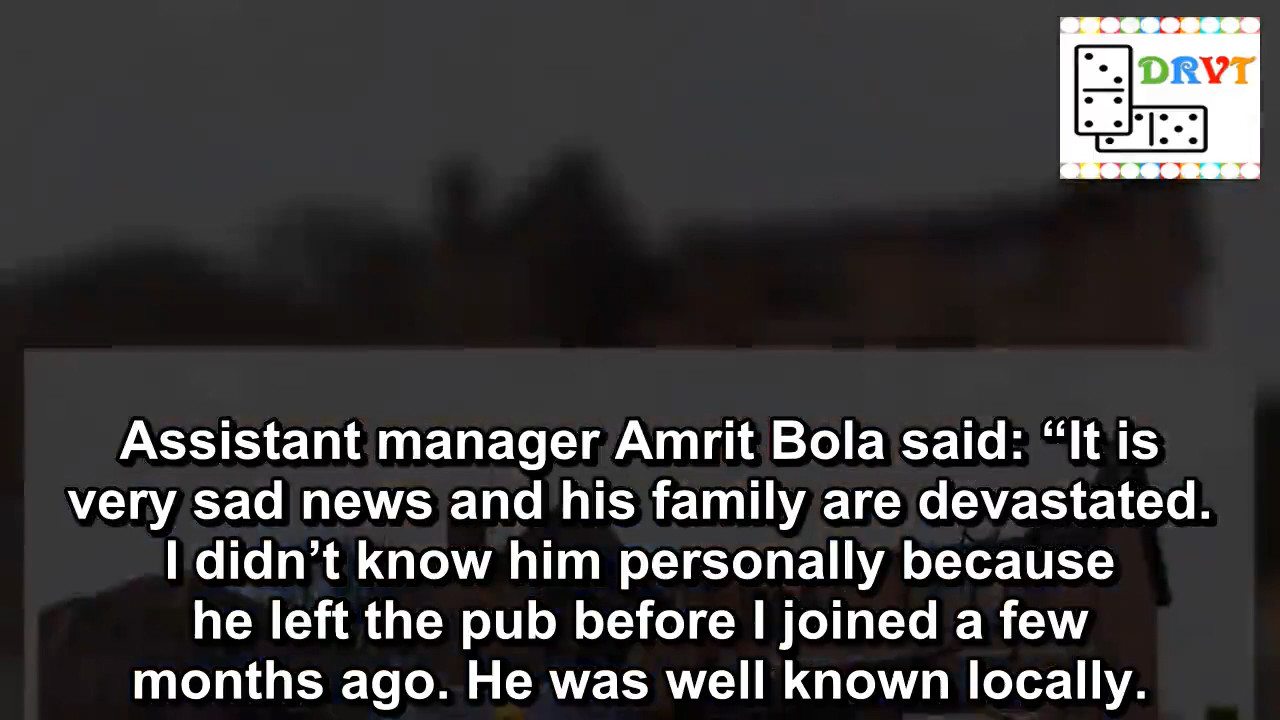 DRVT
Assistant manager Amrit Bola said: “It is
very sad news and his family are devastated.
I didn’t know him personally because
he left the pub before I joined a few
months ago. He was well known locally.